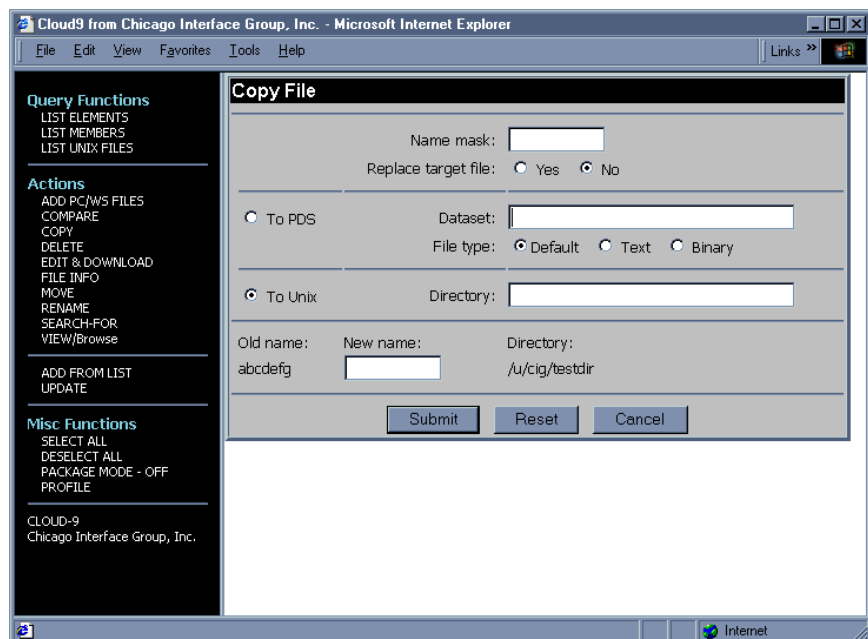 Cloud9 from Chicago Interface Group, Inc. - Microsoft Internet Explorer
File Edit View Favorites Tools Help Links »
Query Functions
LIST ELEMENTS
LIST MEMBERS
LIST UNIX FILES
Actions
ADD PC/WS FILES
COMPARE
COPY
DELETE
EDIT & DOWNLOAD
FILE INFO
MOVE
RENAME
SEARCH-FOR
VIEW/Browse
ADD FROM LIST
UPDATE
Misc Functions
SELECT ALL
DESELECT ALL
PACKAGE MODE - OFF
PROFILE
CLOUD-9
Chicago Interface Group, Inc.
Copy File
Name mask:
Replace target file: Yes No
To PDS Dataset:
File type: Default Text Binary
To Unix Directory:
Old name: New name: Directory:
abcdefg /u/cig/testdir
Submit Reset Cancel
Internet